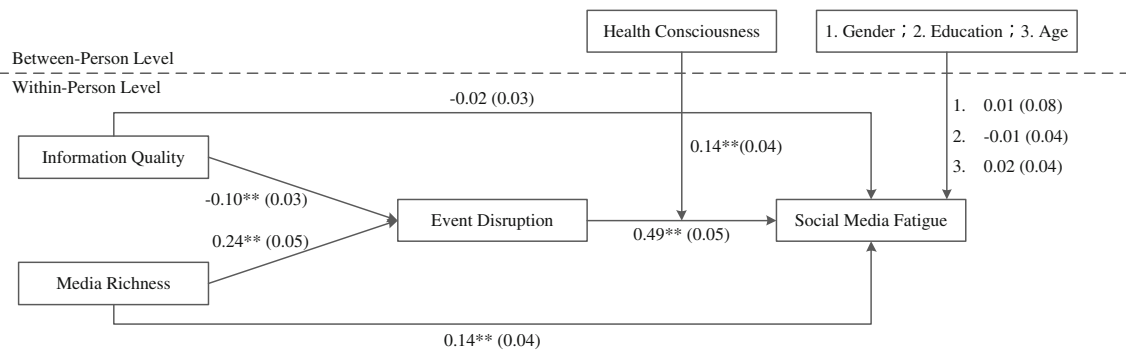 Health Consciousness
1. Gender；2. Education；3. Age
Between-Person Level
Within-Person Level
-0.02 (0.03)
1. 0.01 (0.08)
2. -0.01 (0.04)
3. 0.02 (0.04)
Information Quality
0.14**(0.04)
-0.10** (0.03)
Event Disruption
Social Media Fatigue
0.49** (0.05)
0.24** (0.05)
Media Richness
0.14** (0.04)